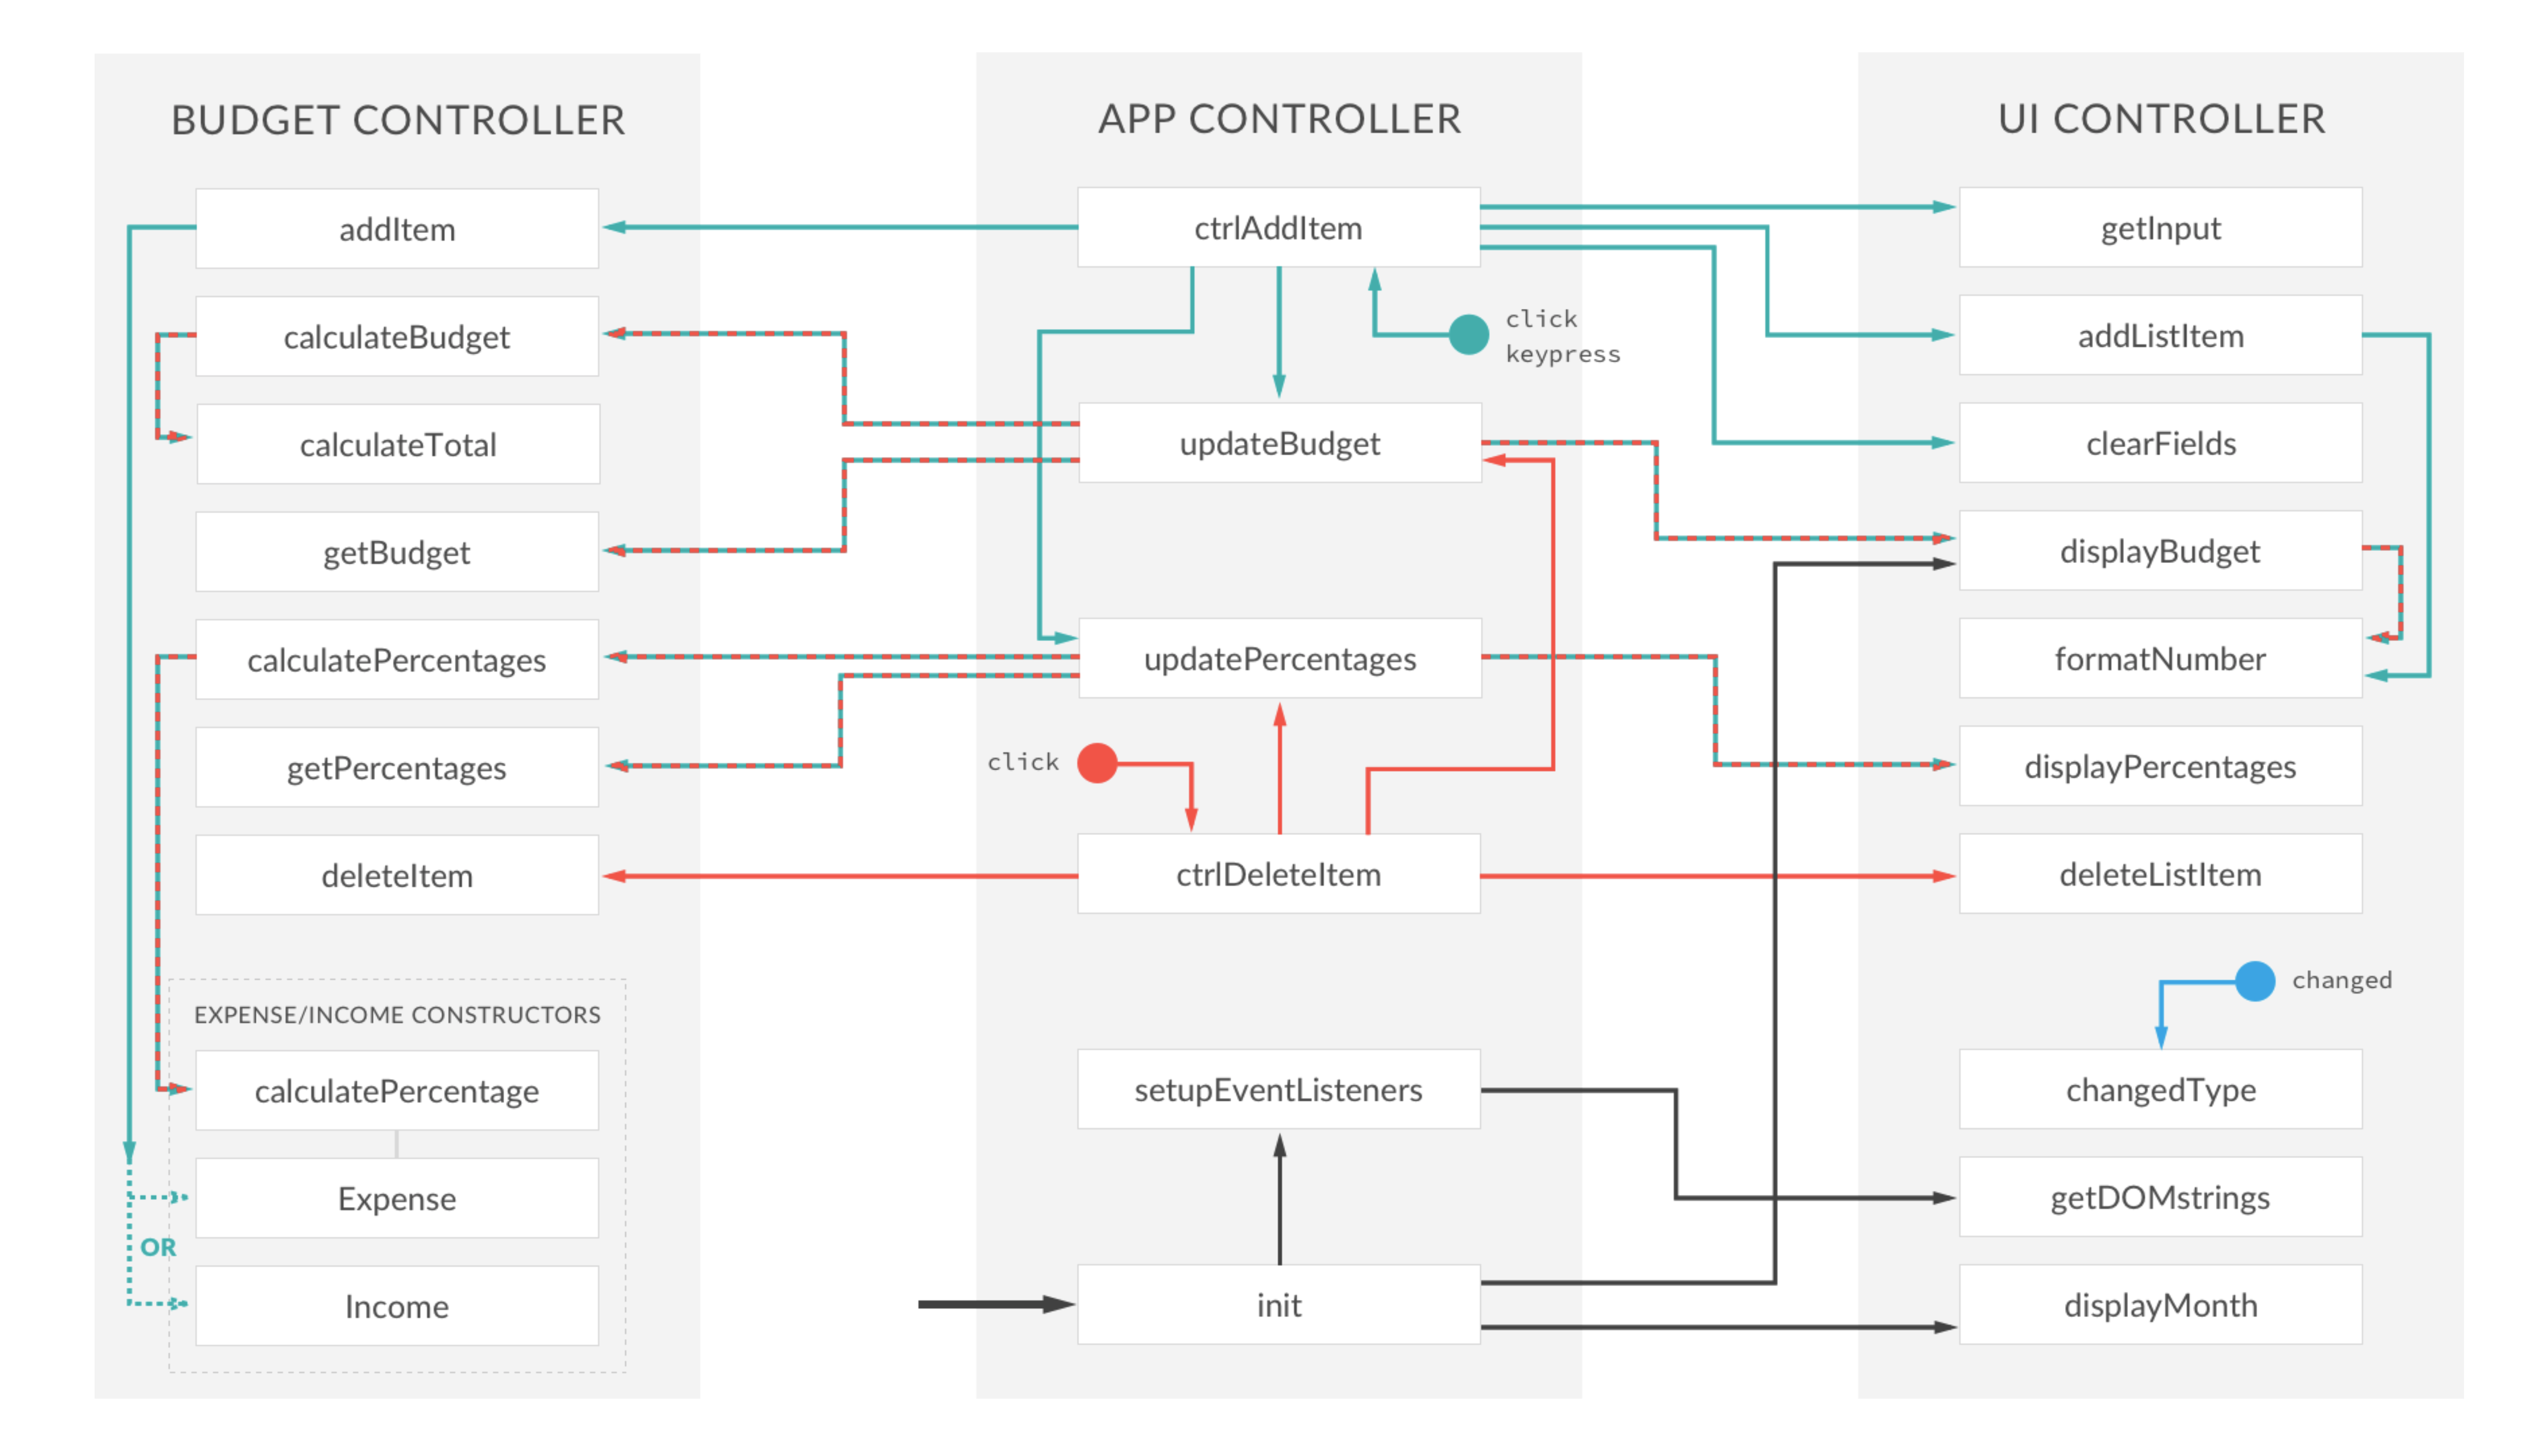 BUDGET CONTROLLER
addItem
calculateBudget
calculateTotal
getBudget
calculatePercentages
getPercentages
deleteItem
EXPENSE/INCOME CONSTRUCTORS
calculatePercentage
Expense
OR
Income
APP CONTROLLER
ctrlAddItem
click
keypress
updateBudget
updatePercentages
click
ctrlDeleteItem
setupEventListeners
init
UI CONTROLLER
getInput
addListItem
clearFields
displayBudget
formatNumber
displayPercentages
deleteListItem
changed
changedType
getDOMstrings
displayMonth